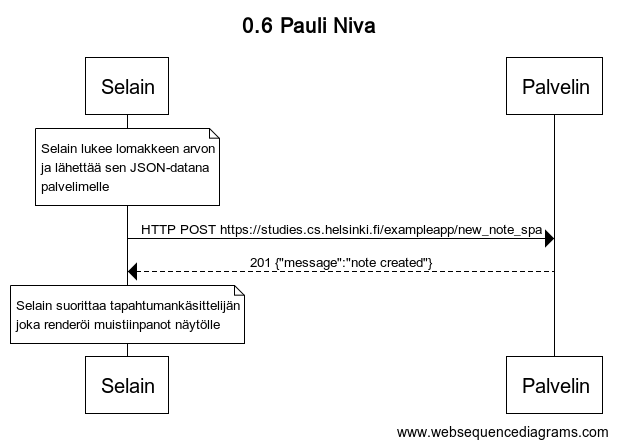 0.6 Pauli Niva
Selain
Palvelin
Selain lukee lomakkeen arvon
ja lähettää sen JSON-datana
palvelimelle
HTTP POST https://studies.cs.helsinki.fi/exampleapp/new_note_spa
201 {"message":"note created"}
Selain suorittaa tapahtumankäsittelijän
joka renderöi muistiinpanot näytölle
Selain
Palvelin
www.websequencediagrams.com